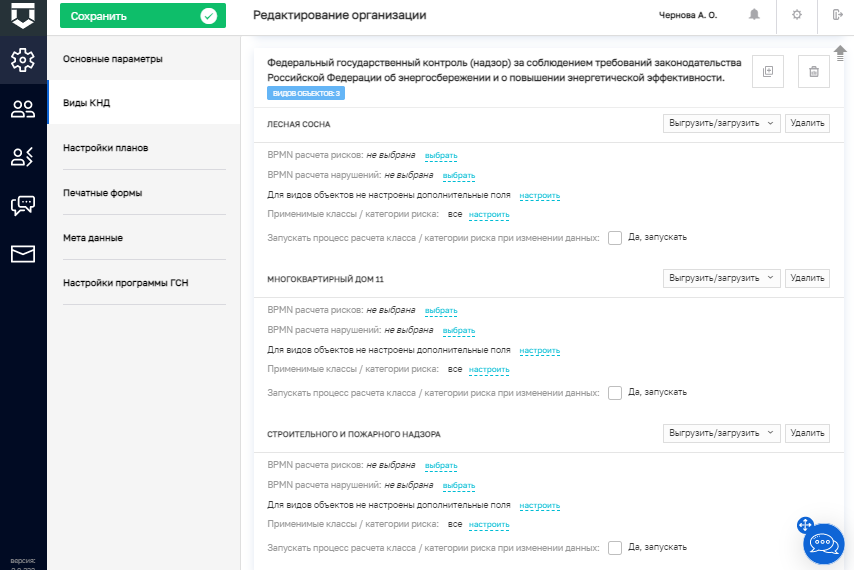 Сохранить
Редактирование организации
Чернова А. О.
Основные параметры
Виды КНД
Настройки планов
Печатные формы
Мета данные
Настройки программы ГСН
версия:
Федеральный государственный контроль (надзор) за соблюдением требований законодательства
Российской Федерации об энергосбережении и о повышении энергетической эффективности.
ВИДОВ ОБЪЕКТОВ: 3
ЛЕСНАЯ СОСНА Выгрузить/загрузить Удалить
BPMN расчета рисков: не выбрана выбрать
BPMN расчета нарушений: не выбрана выбрать
Для видов объектов не настроены дополнительные поля настроить
Применимые классы / категории риска: все настроить
Запускать процесс расчета класса / категории риска при изменении данных: Да, запускать
МНОГОКВАРТИРНЫЙ ДОМ 11 Выгрузить/загрузить Удалить
BPMN расчета рисков: не выбрана выбрать
BPMN расчета нарушений: не выбрана выбрать
Для видов объектов не настроены дополнительные поля настроить
Применимые классы / категории риска: все настроить
Запускать процесс расчета класса / категории риска при изменении данных: Да, запускать
СТРОИТЕЛЬНОГО И ПОЖАРНОГО НАДЗОРА Выгрузить/загрузить Удалить
BPMN расчета рисков: не выбрана выбрать
BPMN расчета нарушений: не выбрана выбрать
Для видов объектов не настроены дополнительные поля настроить
Применимые классы / категории риска: все настроить
Запускать процесс расчета класса / категории риска при изменении данных: Да, запускать